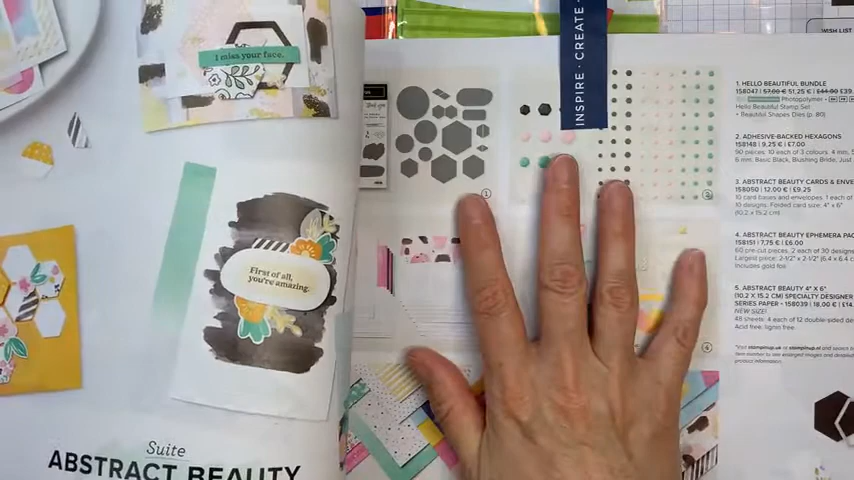 I miss your face.
First of all,
you're amazing.
Suite
ABSTRACT BEAUTY
INSPIRE · CREATE ·
WISH LIST
1. HELLO BEAUTIFUL BUNDLE
Hello Beautiful Stamp Set
Beautiful Shapes Dies (p. 80)
2. ADHESIVE-BACKED HEXAGONS
158148 | 9,25 € | £7.00
90 pieces: 30 each of 3 colours. 4 mm, 5
6 mm. Basic Black, Blushing Bride, Just
3. ABSTRACT BEAUTY CARDS & ENVE
158050 | 12,00 € | £9.25
10 card bases and envelopes, 1 each of
10 designs. Card size: folded, 4" x 6"
(10.2 x 15.2 cm).
4. ABSTRACT BEAUTY EPHEMERA PAC
158151 | 7,75 € | £6.00
60 pieces: 2 each of 30 designs
Largest piece: 2-1/2" x 2-1/2" (6.4 x 6.4
Includes gold foil.
5. ABSTRACT BEAUTY 4" X 6"
(10.2 X 15.2 CM) SPECIALTY DESIGNER
SERIES PAPER · 158039 | 18,00 € | £14
NEW SIZE!
48 sheets: 4 each of 12 double-sided de
Acid free, lignin free.
1
2